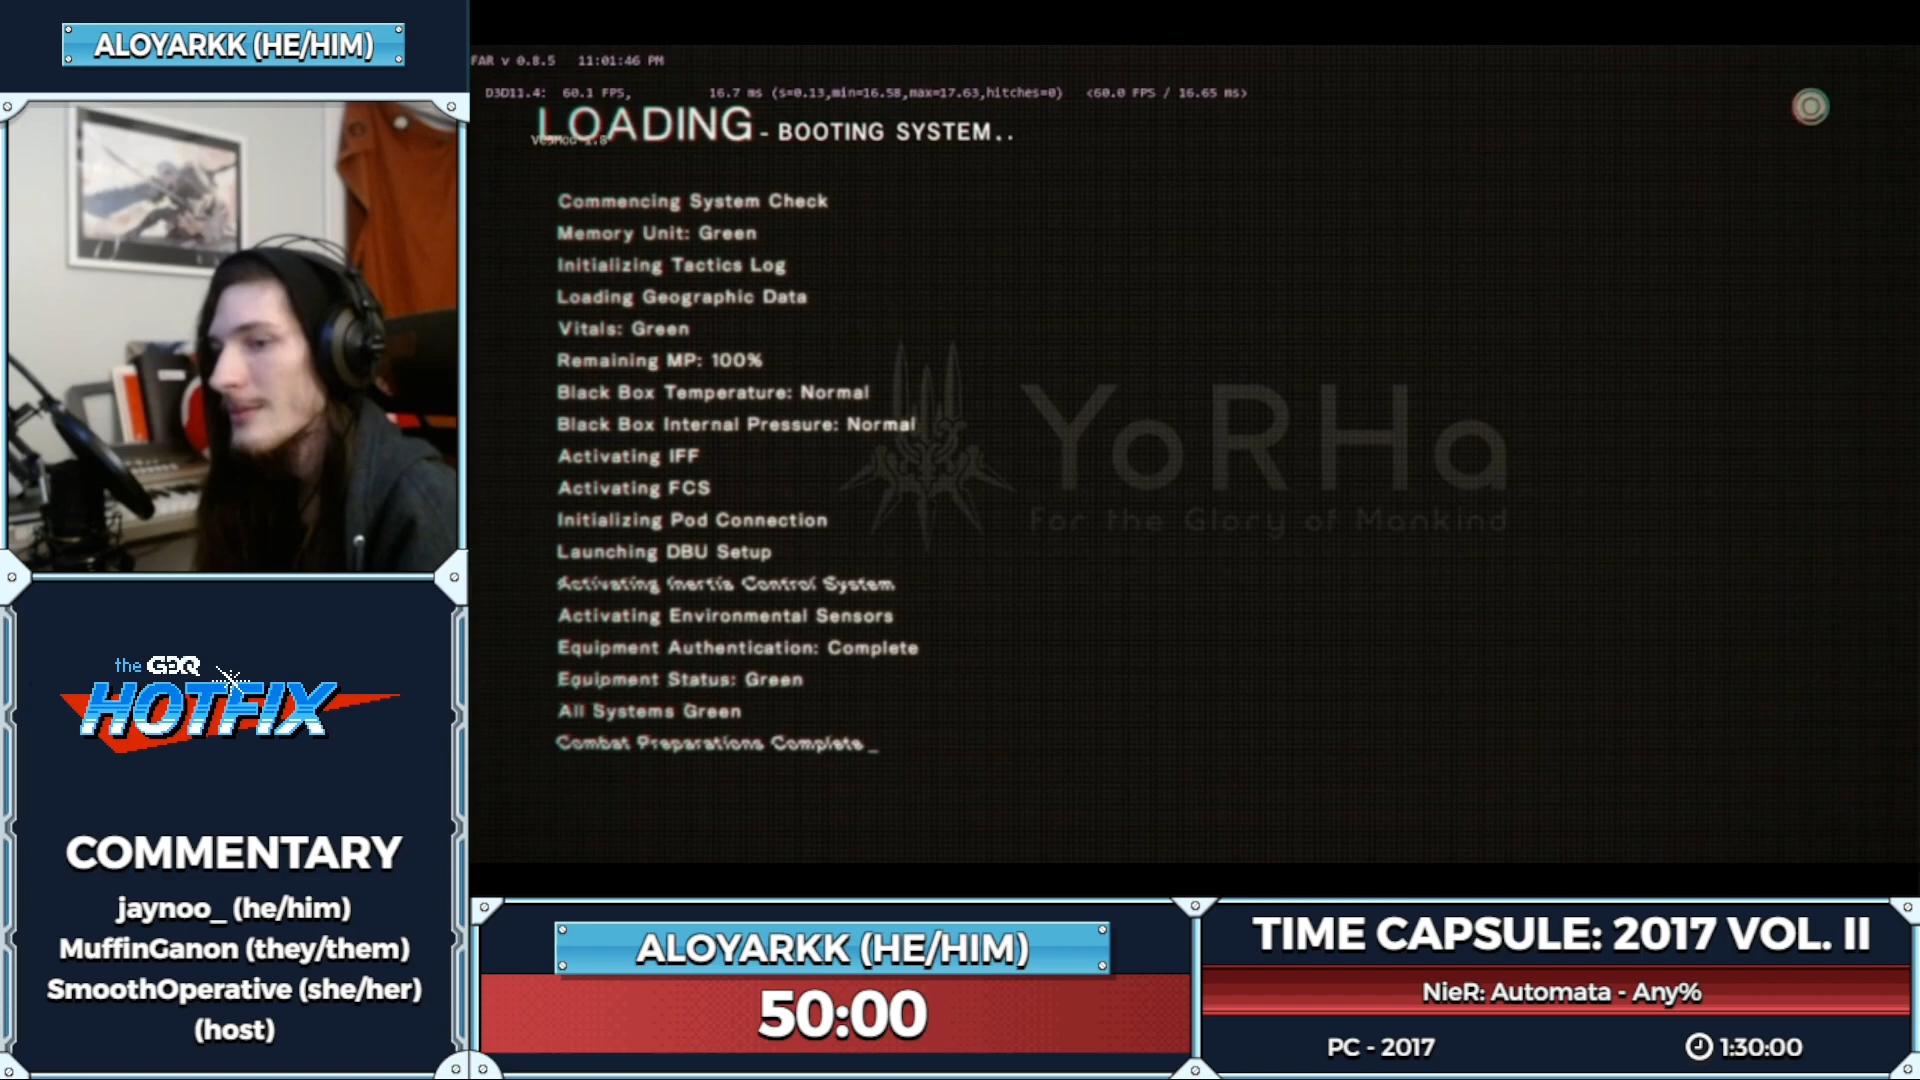 ALOYARKK (HE/HIM)
FAR v 0.8.5 11:01:46 PM
D3D11.4: 60.1 FPS, 16.7 ms (s=0.13,min=16.58,max=17.63,hitches=0) <60.0 FPS / 16.65 ms>
LOADING - BOOTING SYSTEM..
Commencing System Check
Memory Unit: Green
Initializing Tactics Log
Loading Geographic Data
Vitals: Green
Remaining MP: 100%
Black Box Temperature: Normal
Black Box Internal Pressure: Normal
Activating IFF
Activating FCS
Initializing Pod Connection
Launching DBU Setup
Activating Inertia Control System
Activating Environmental Sensors
Equipment Authentication: Complete
Equipment Status: Green
All Systems Green
Combat Preparations Complete _
YoRHa
For the Glory of Mankind
the GDQ
HOTFIX
COMMENTARY
jaynoo_ (he/him)
MuffinGanon (they/them)
SmoothOperative (she/her)
(host)
ALOYARKK (HE/HIM)
50:00
TIME CAPSULE: 2017 VOL. II
NieR: Automata - Any%
PC - 2017
1:30:00